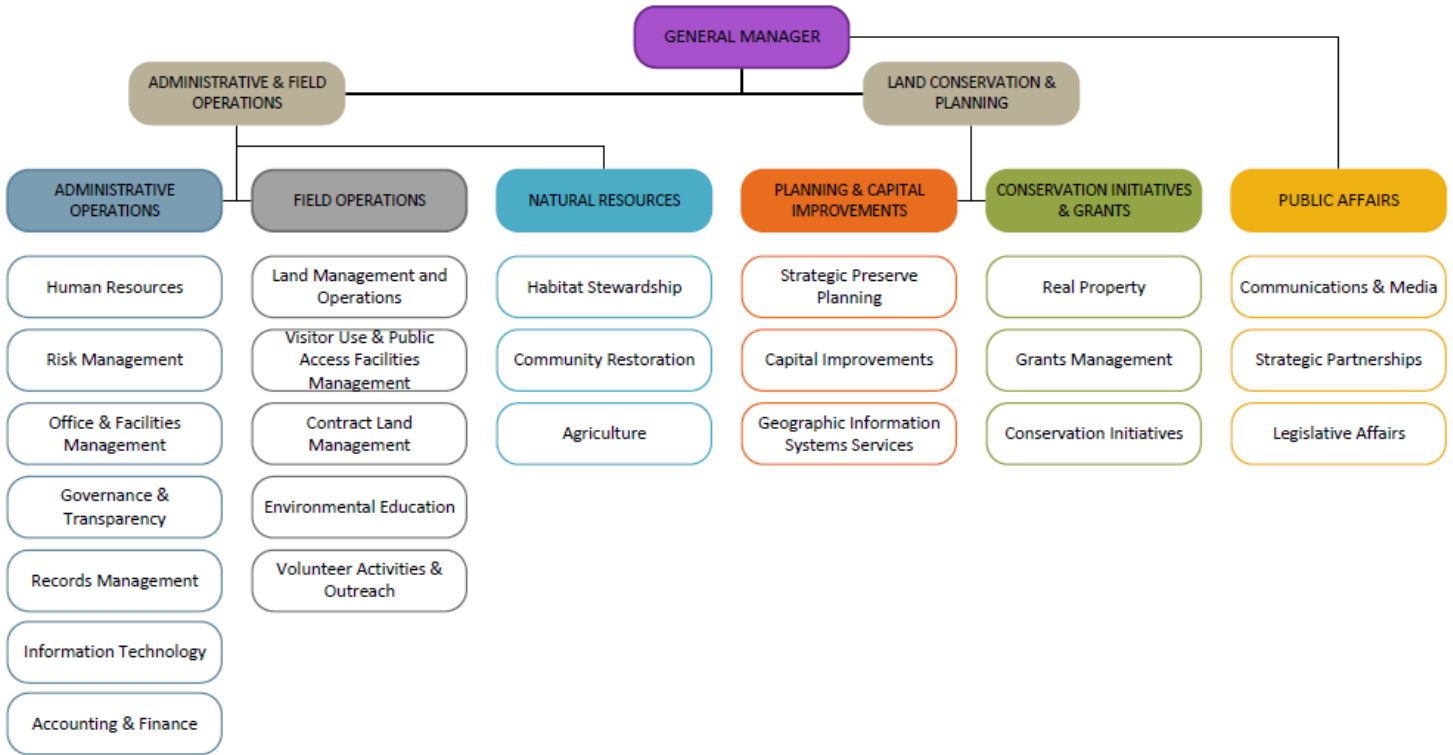 GENERAL MANAGER
ADMINISTRATIVE & FIELD
OPERATIONS
LAND CONSERVATION &
PLANNING
ADMINISTRATIVE
OPERATIONS
FIELD OPERATIONS
NATURAL RESOURCES
PLANNING & CAPITAL
IMPROVEMENTS
CONSERVATION INITIATIVES
& GRANTS
PUBLIC AFFAIRS
Human Resources
Risk Management
Office & Facilities
Management
Governance &
Transparency
Records Management
Information Technology
Accounting & Finance
Land Management and
Operations
Visitor Use & Public
Access Facilities
Management
Contract Land
Management
Environmental Education
Volunteer Activities &
Outreach
Habitat Stewardship
Community Restoration
Agriculture
Strategic Preserve
Planning
Capital Improvements
Geographic Information
Systems Services
Real Property
Grants Management
Conservation Initiatives
Communications & Media
Strategic Partnerships
Legislative Affairs